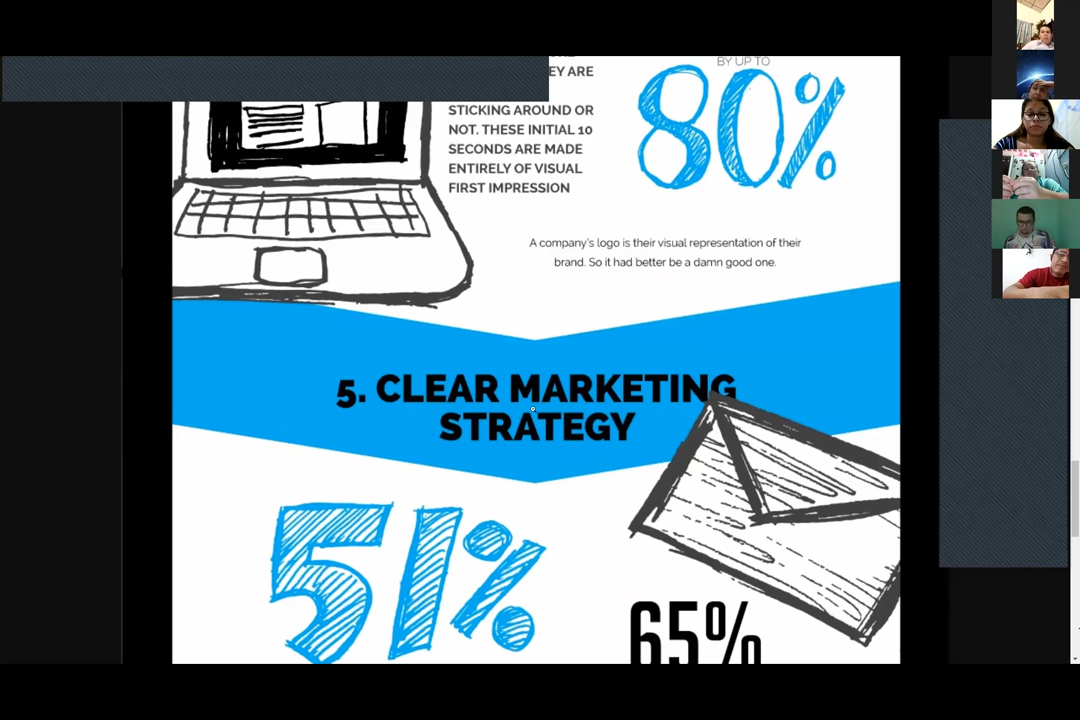 EY ARE
STICKING AROUND OR
NOT. THESE INITIAL 10
SECONDS ARE MADE
ENTIRELY OF VISUAL
FIRST IMPRESSION
BY UP TO
80%
A company's logo is their visual representation of their
brand. So it had better be a damn good one.
5. CLEAR MARKETING
STRATEGY
51%
65%